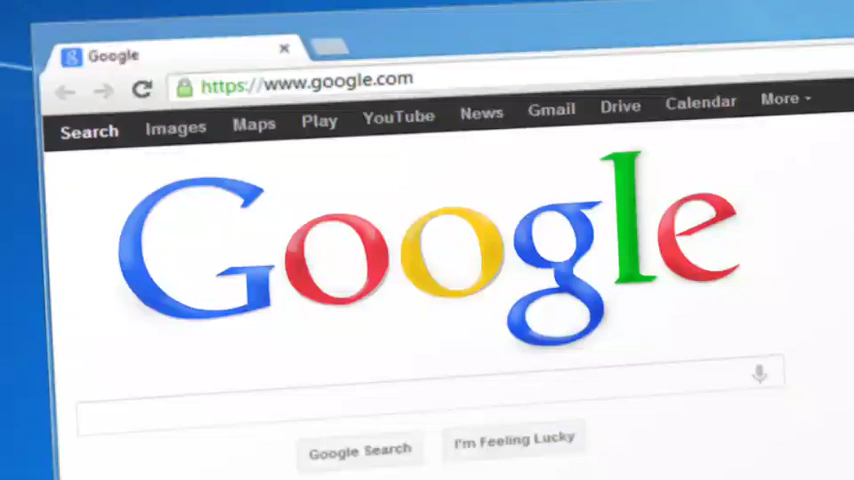 Google
https://www.google.com
Search Images Maps Play YouTube News Gmail Drive Calendar More
Google
Google Search I'm Feeling Lucky